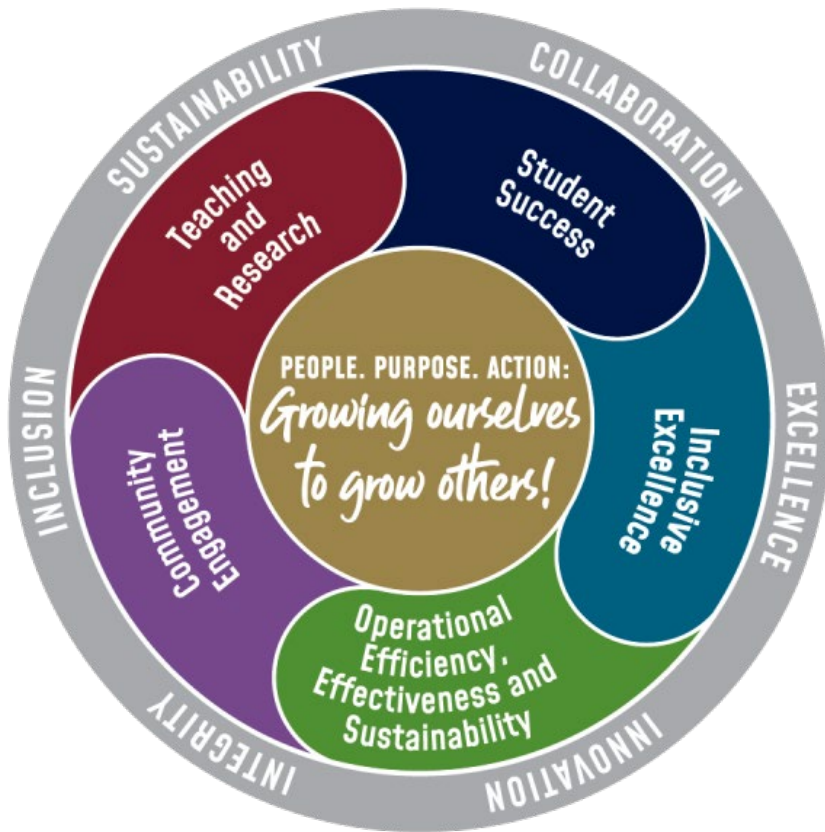 SUSTAINABILITY
COLLABORATION
EXCELLENCE
INNOVATION
INTEGRITY
INCLUSION
Teaching
and
Research
Student
Success
Inclusive
Excellence
Operational
Efficiency,
Effectiveness and
Sustainability
Community
Engagement
PEOPLE. PURPOSE. ACTION:
Growing ourselves
to grow others!